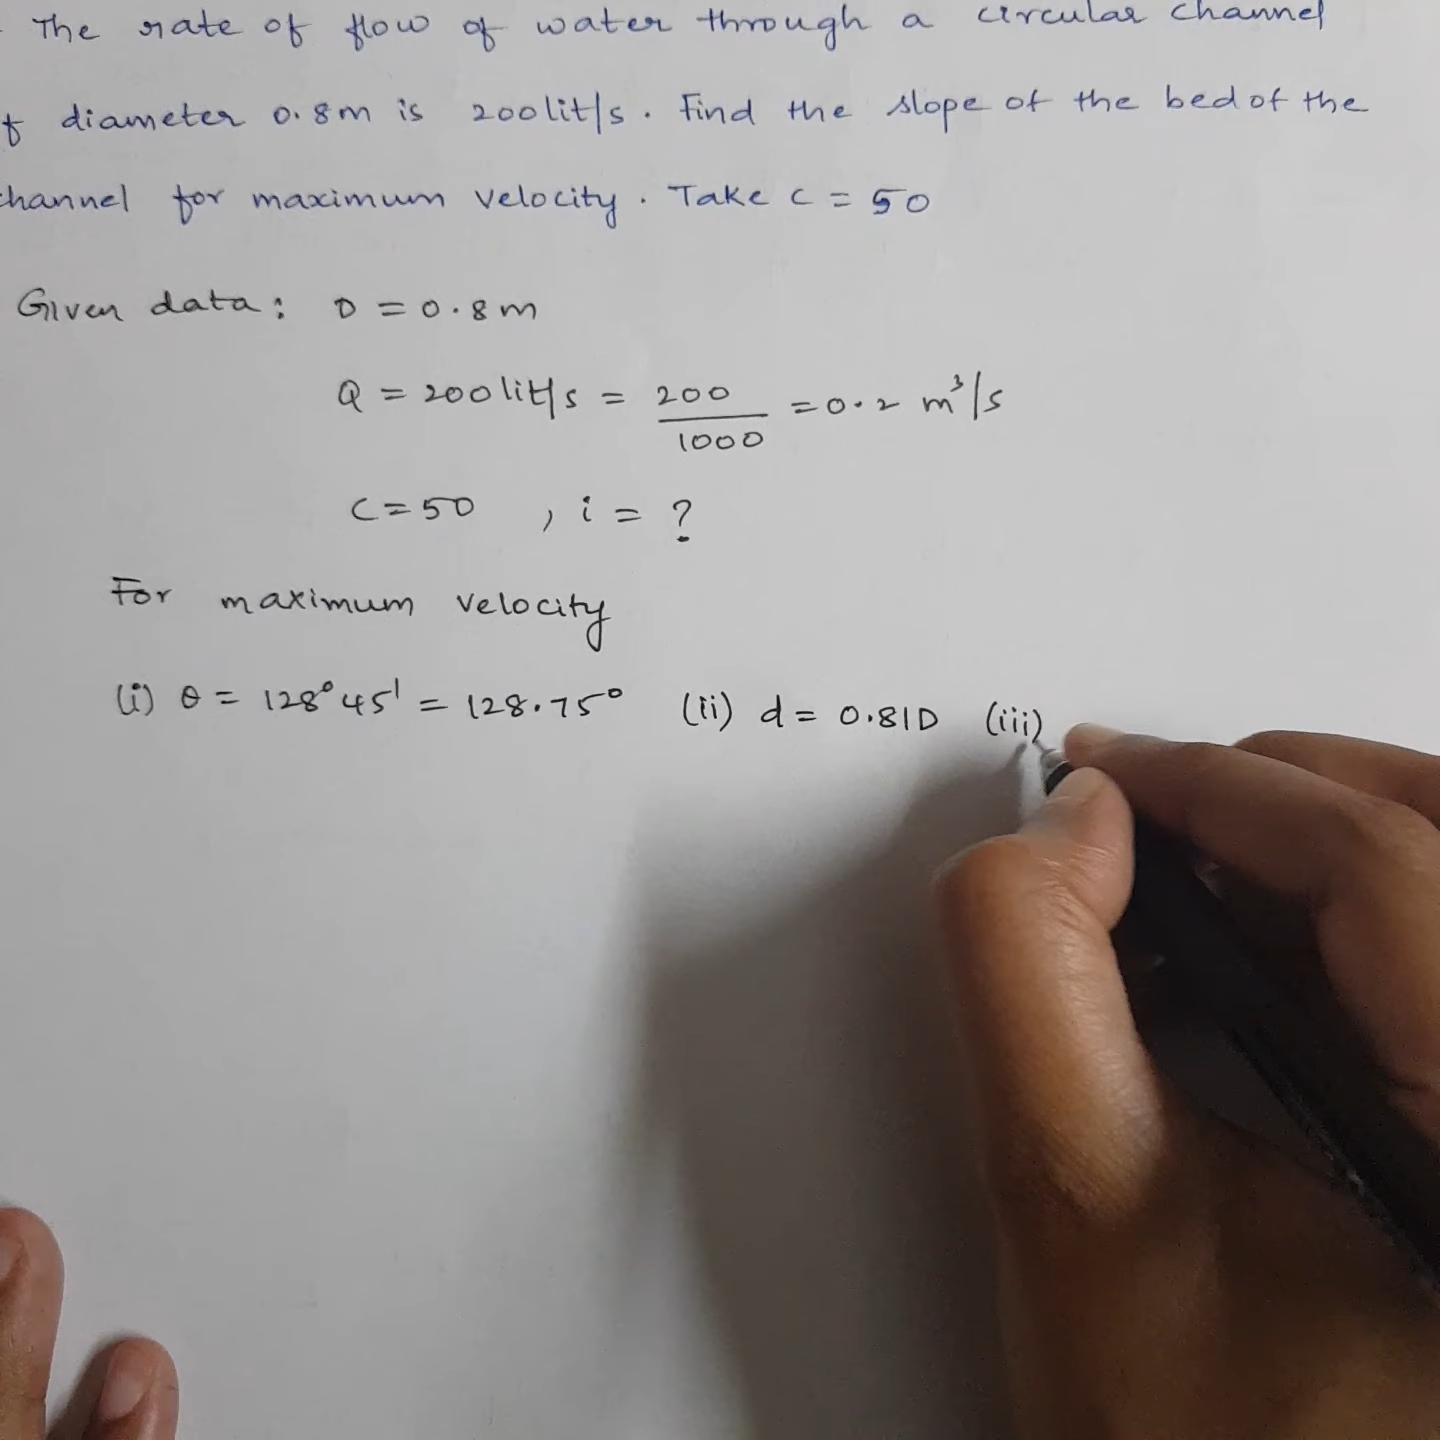 The rate of flow of water through a circular channel
diameter 0.8m is 200lit/s. Find the slope of the bed of the
channel for maximum velocity. Take C = 50
Given data: D = 0.8m
Q = 200lit/s = 200/1000 = 0.2 m³/s
C=50 , i = ?
For maximum velocity
(i) θ = 128°45' = 128.75° (ii) d = 0.81D (iii)